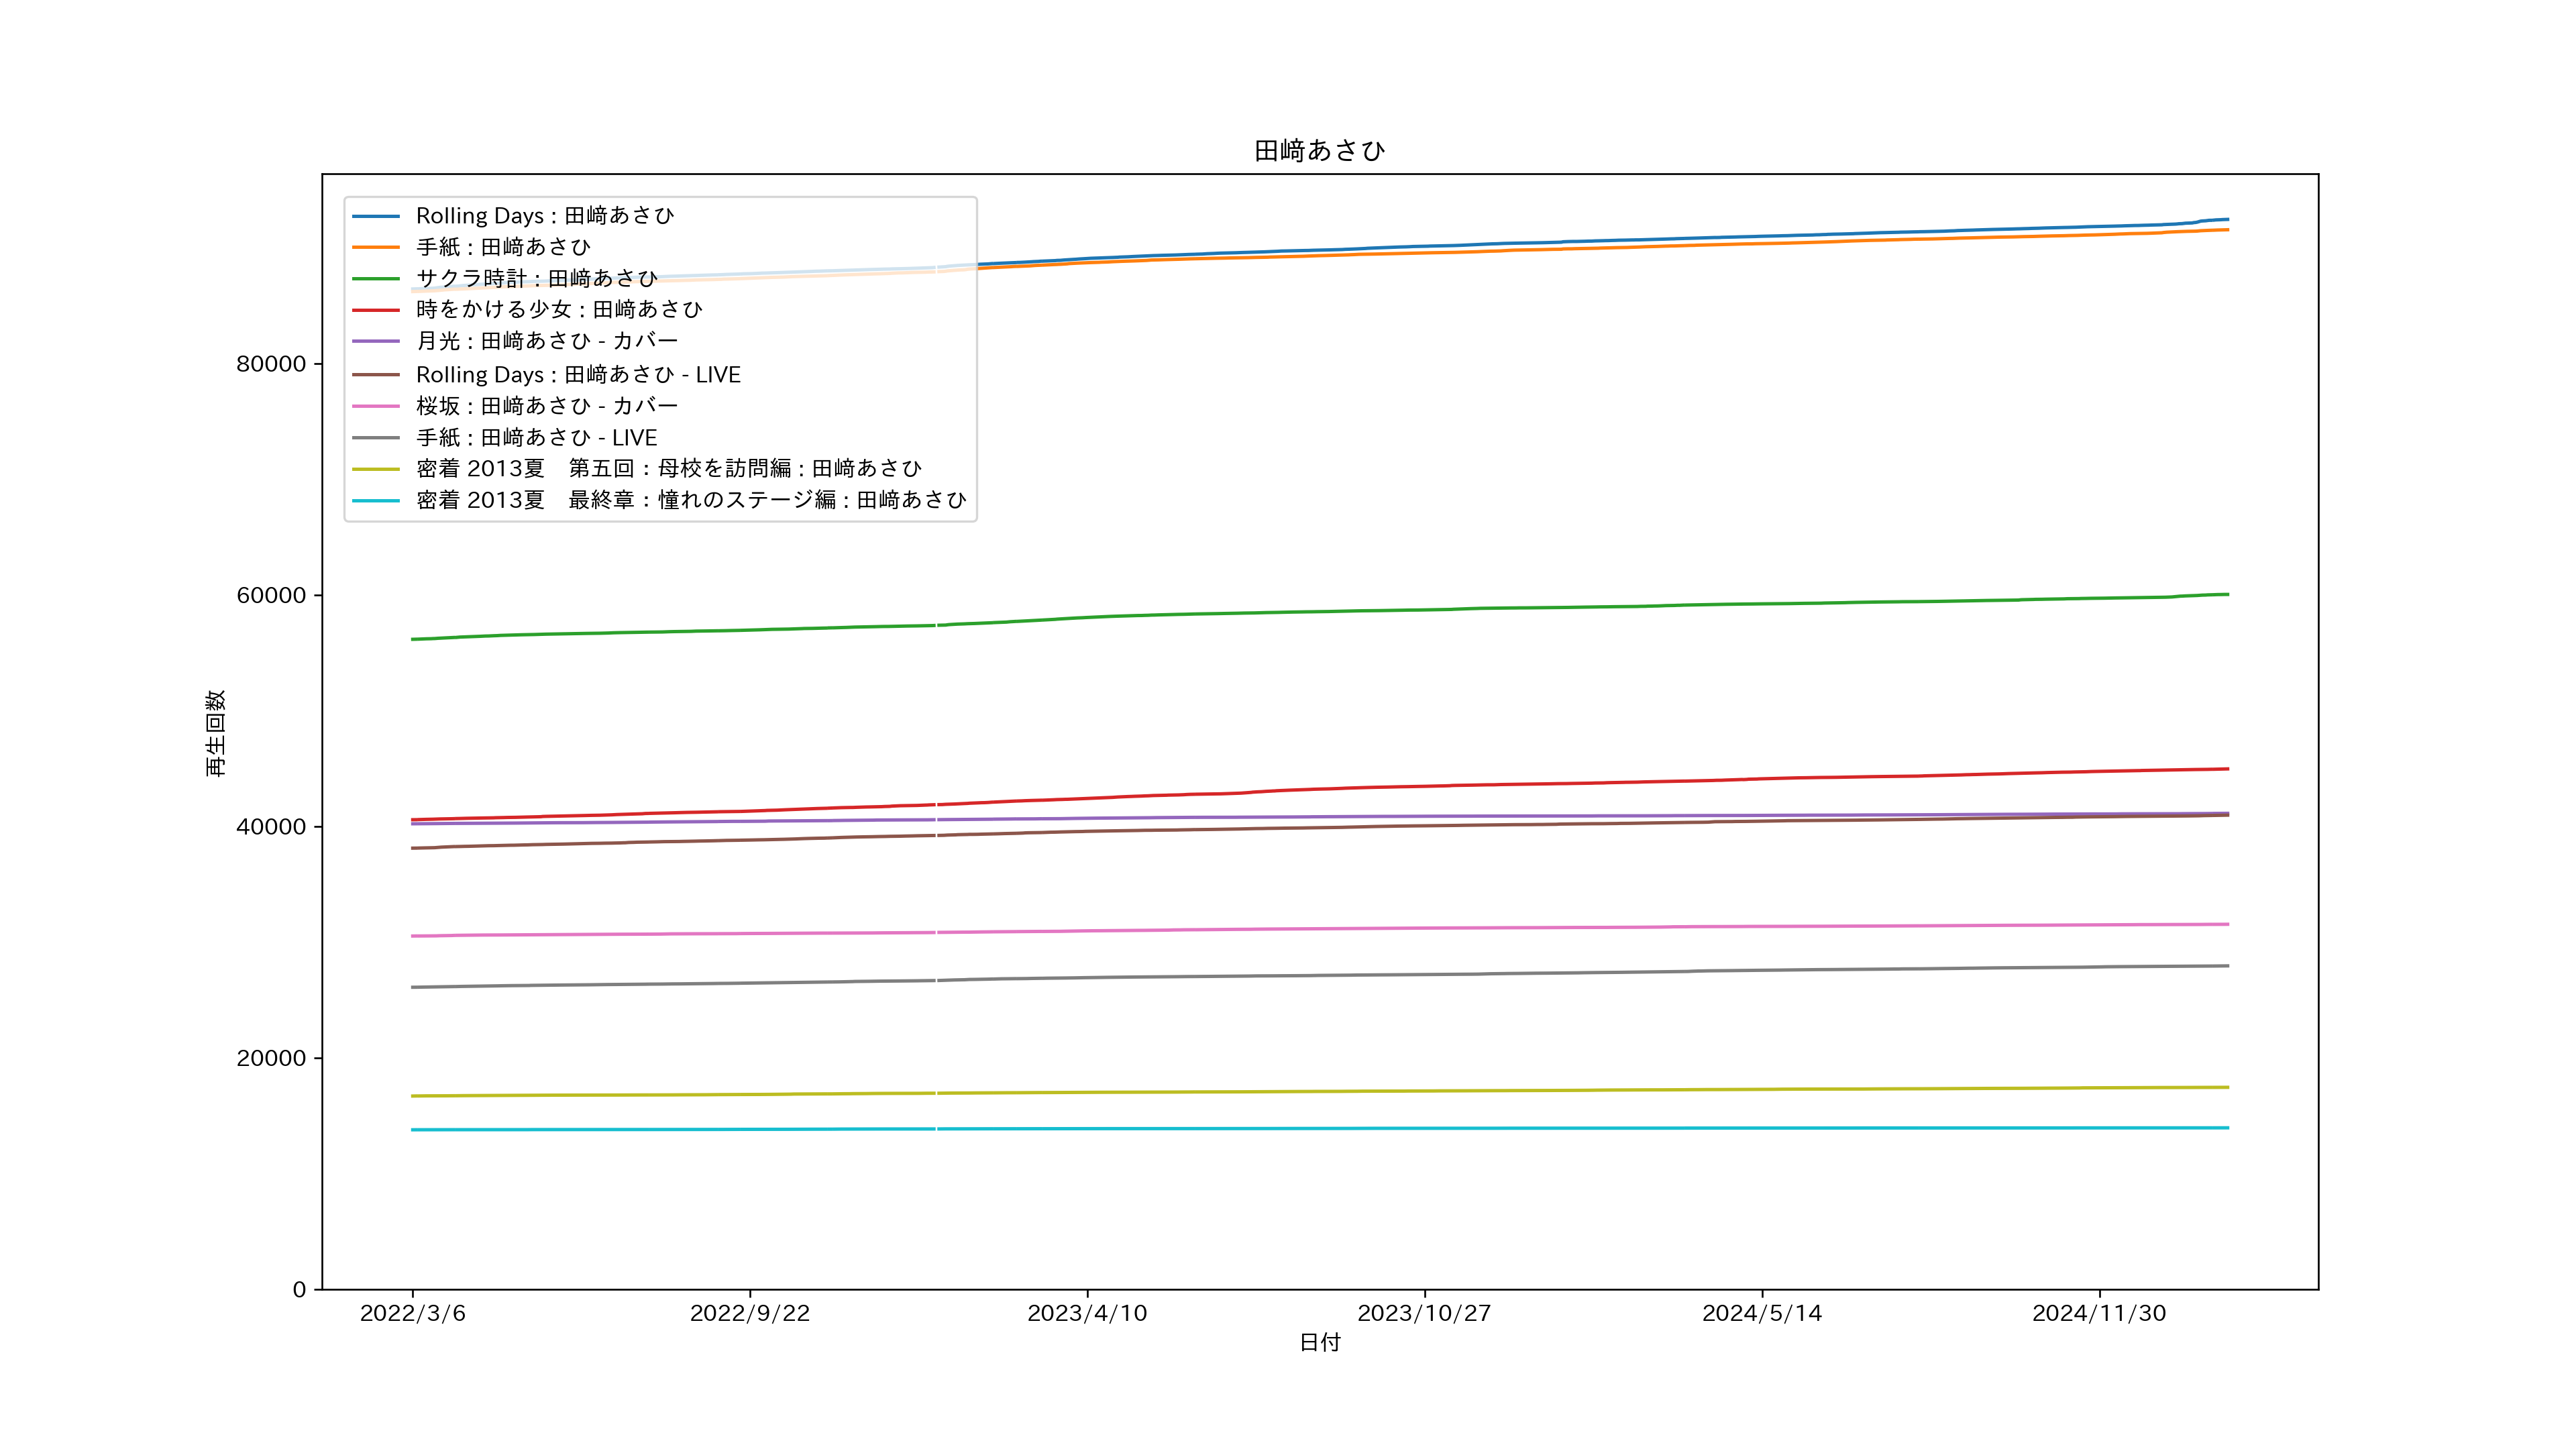 田﨑あさひ
Rolling Days : 田﨑あさひ
手紙 : 田﨑あさひ
サクラ時計 : 田﨑あさひ
時をかける少女 : 田﨑あさひ
月光 : 田﨑あさひ - カバー
Rolling Days : 田﨑あさひ - LIVE
桜坂 : 田﨑あさひ - カバー
手紙 : 田﨑あさひ - LIVE
密着 2013夏　第五回：母校を訪問編 : 田﨑あさひ
密着 2013夏　最終章：憧れのステージ編 : 田﨑あさひ
80000
60000
40000
20000
0
再生回数
2022/3/6
2022/9/22
2023/4/10
2023/10/27
2024/5/14
2024/11/30
日付